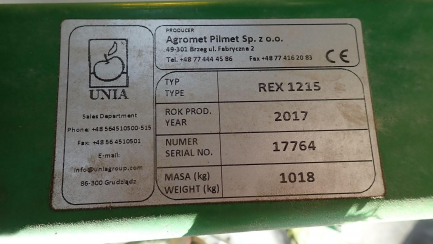 UNIA
Sales Department
Phone: +48 564510500-515
Fax: +48 56 4510501
E-mail:
info@uniagroup.com
86-300 Grudziądz
PRODUCER
Agromet Pilmet Sp. z o.o.
49-301 Brzeg ul. Fabryczna 2
Tel. +48 77 444 45 86 Fax +48 77 416 20 83
CE
TYP
TYPE
REX 1215
ROK PROD.
YEAR
2017
NUMER
SERIAL NO.
17764
MASA (kg)
WEIGHT (kg)
1018